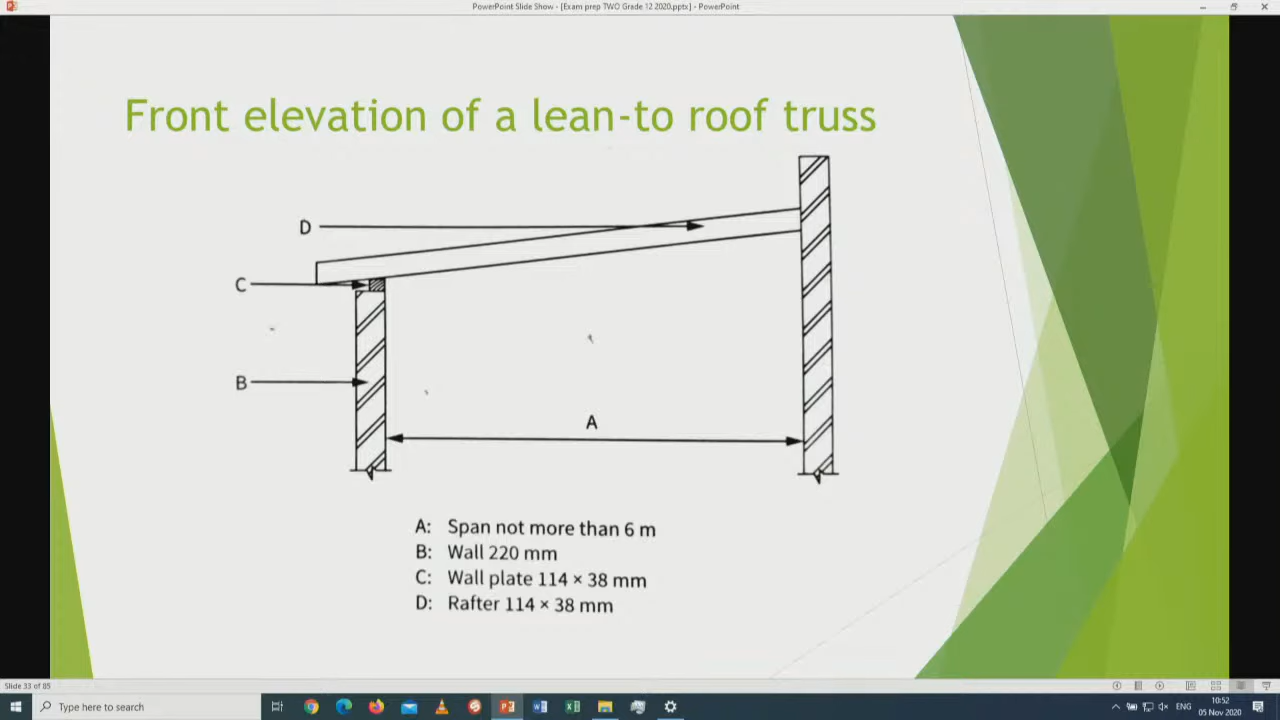 PowerPoint Slide Show - [Exam prep TWO Grade 12 2020.pptx] - PowerPoint
Front elevation of a lean-to roof truss
D
C
B
A
A: Span not more than 6 m
B: Wall 220 mm
C: Wall plate 114 × 38 mm
D: Rafter 114 × 38 mm
Slide 33 of 85
Type here to search
ENG
10:52
05 Nov 2020